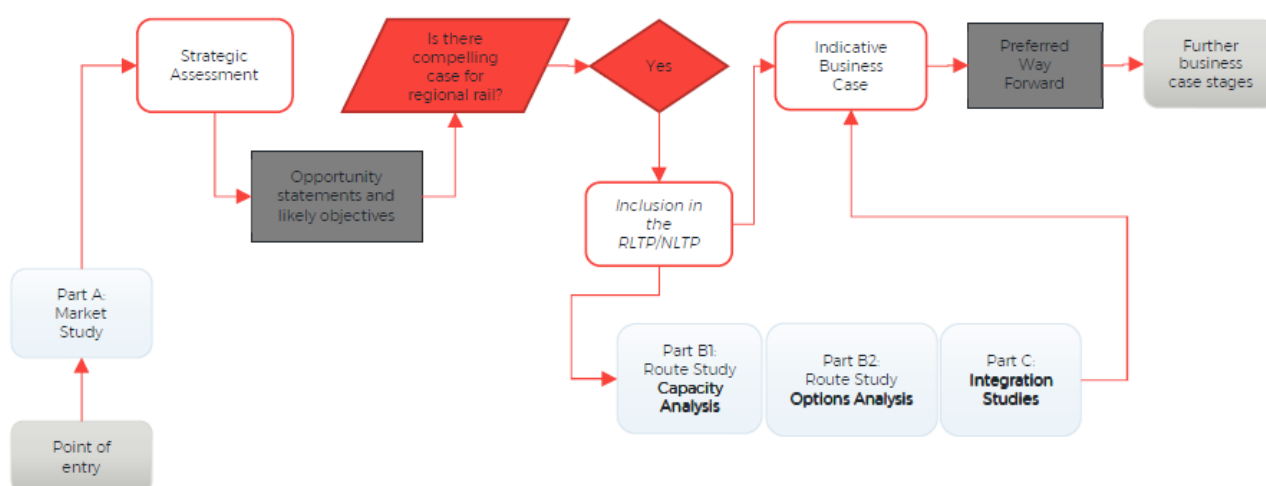 Strategic
Assessment
Is there
compelling
case for
regional rail?
Yes
Indicative
Business
Case
Preferred
Way
Forward
Further
business
case stages
Opportunity
statements and
likely objectives
Inclusion in
the
RLTP/NLTP
Part A:
Market
Study
Part B1:
Route Study
Capacity
Analysis
Part B2:
Route Study
Options Analysis
Part C:
Integration
Studies
Point of
entry